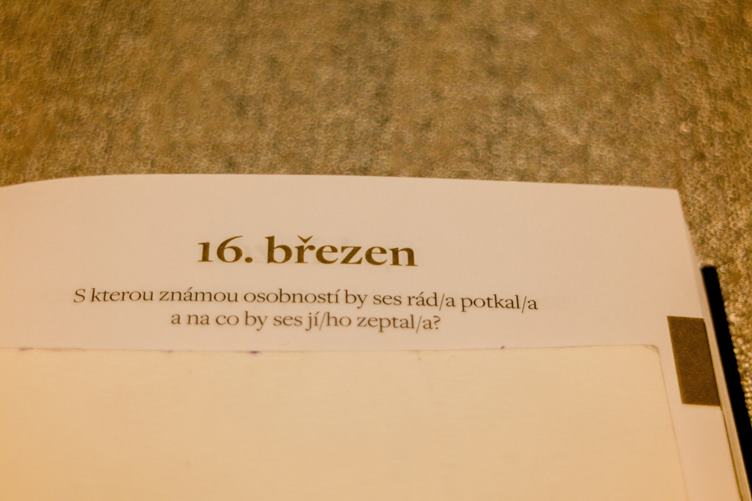 16. březen
S kterou známou osobností by ses rád/a potkal/a
a na co by ses jí/ho zeptal/a?